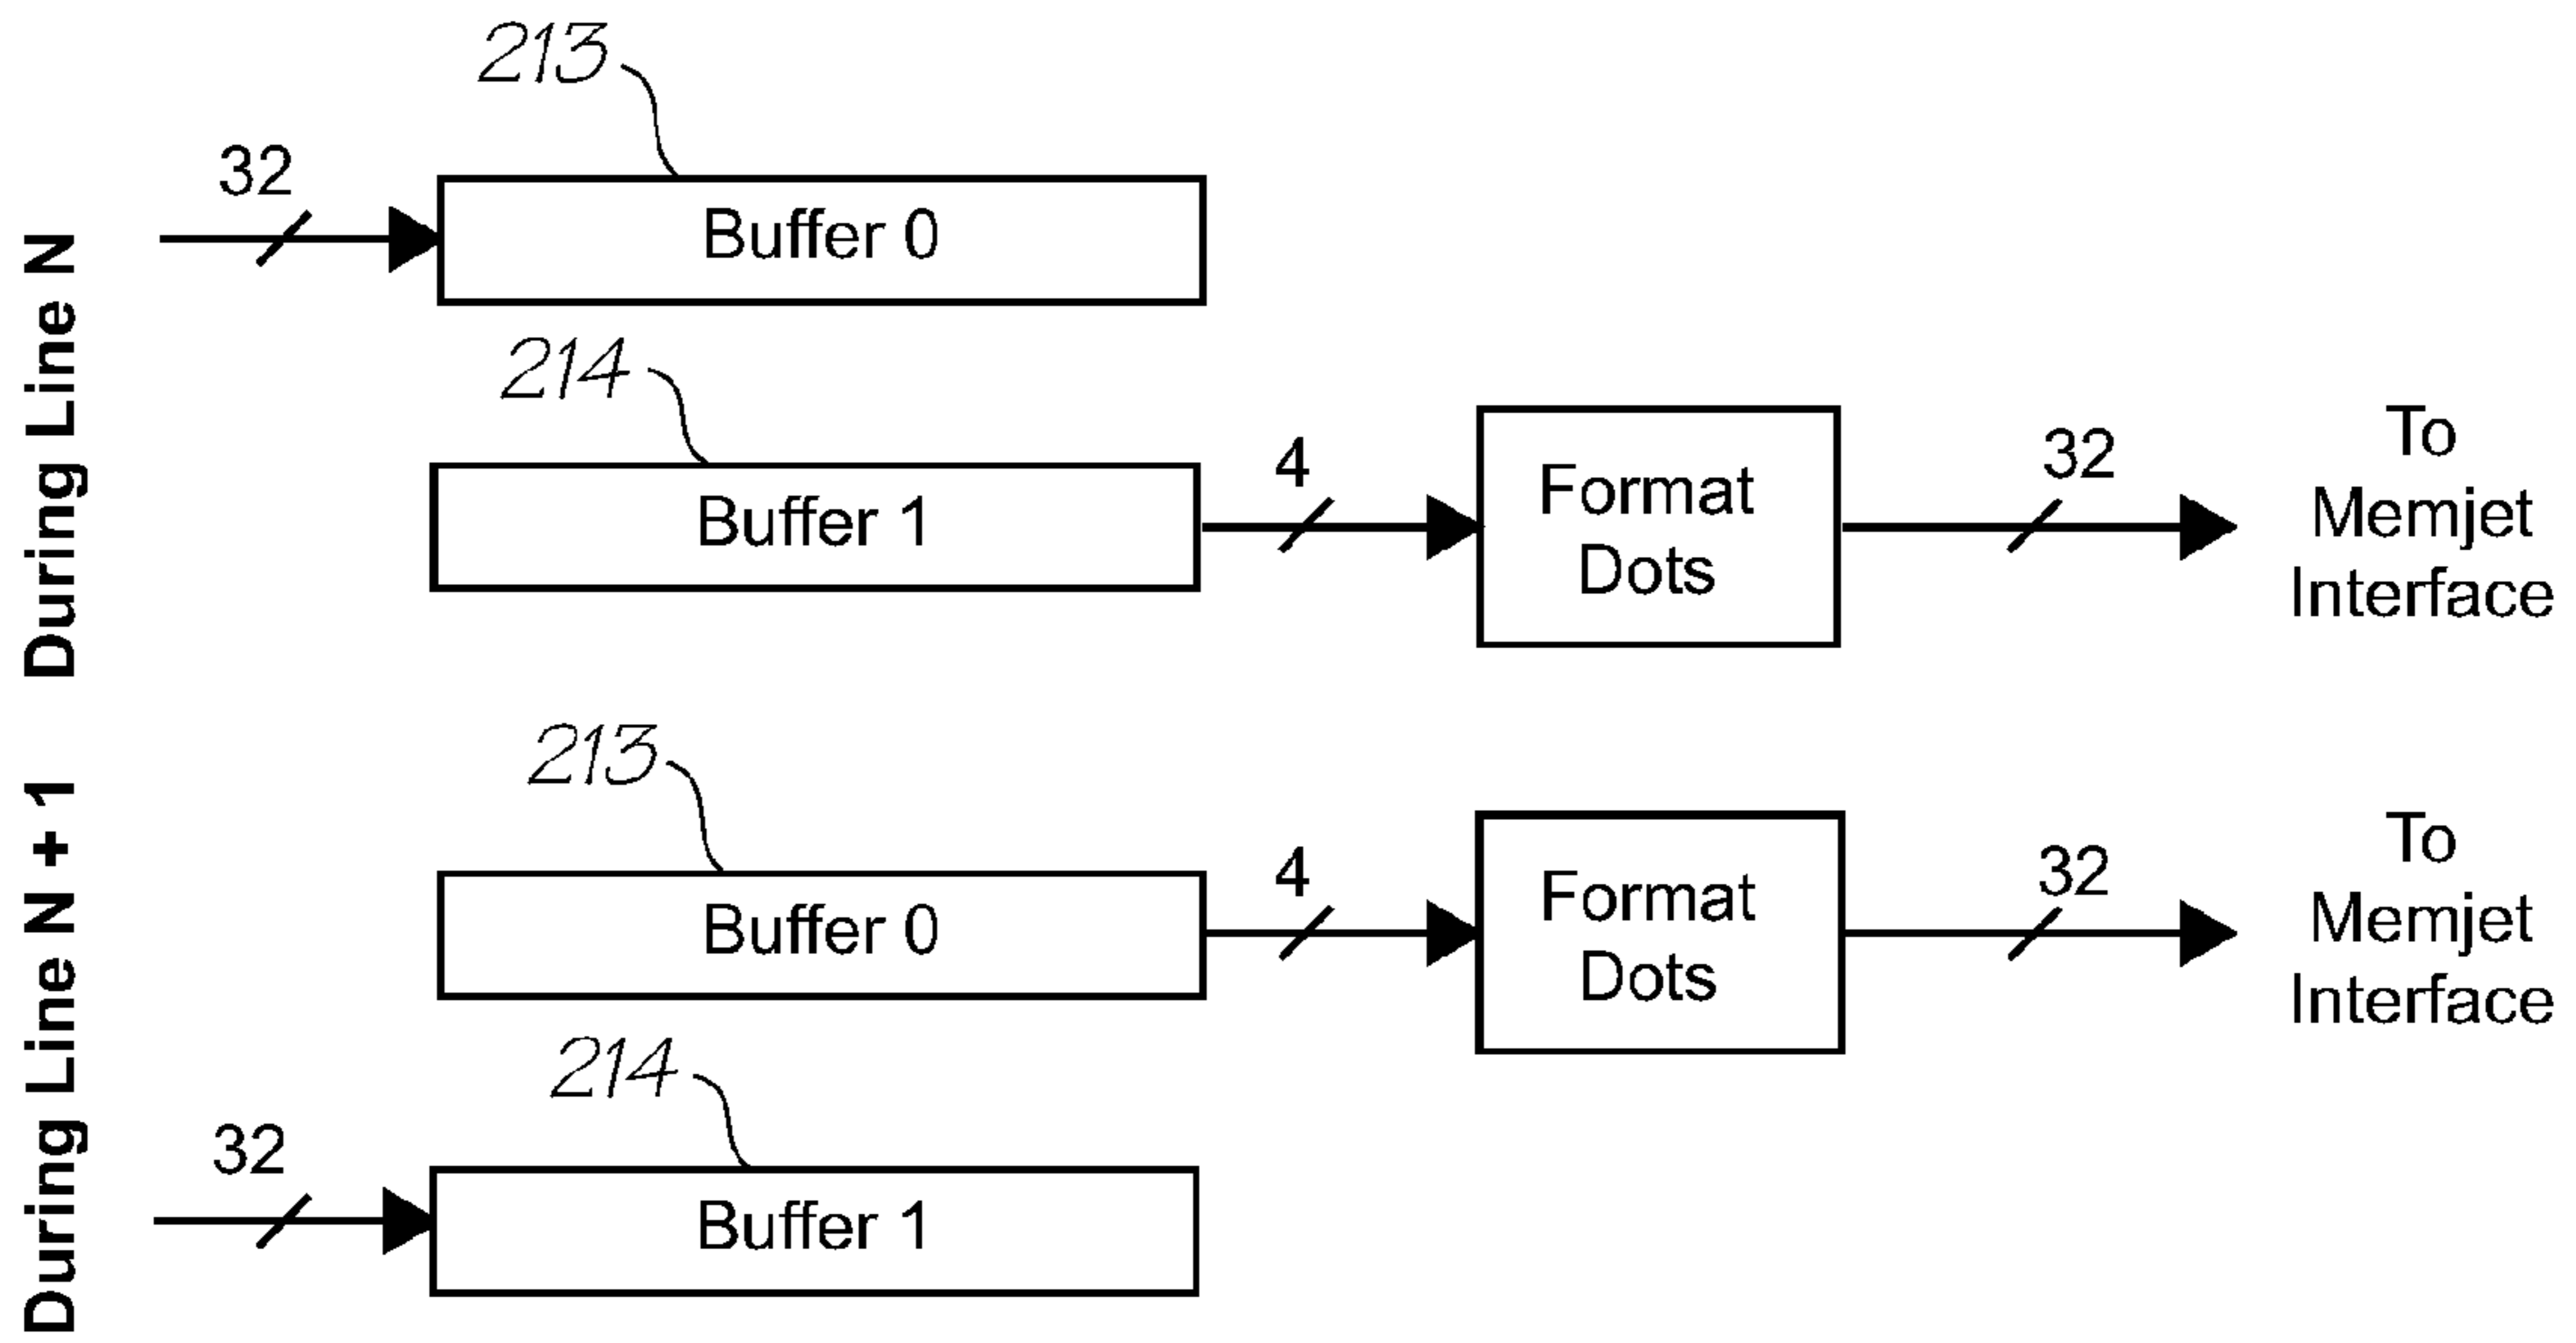 During Line N
213
32
Buffer 0
214
Buffer 1
4
Format
Dots
32
To
Memjet
Interface
During Line N + 1
213
Buffer 0
4
Format
Dots
32
To
Memjet
Interface
214
32
Buffer 1